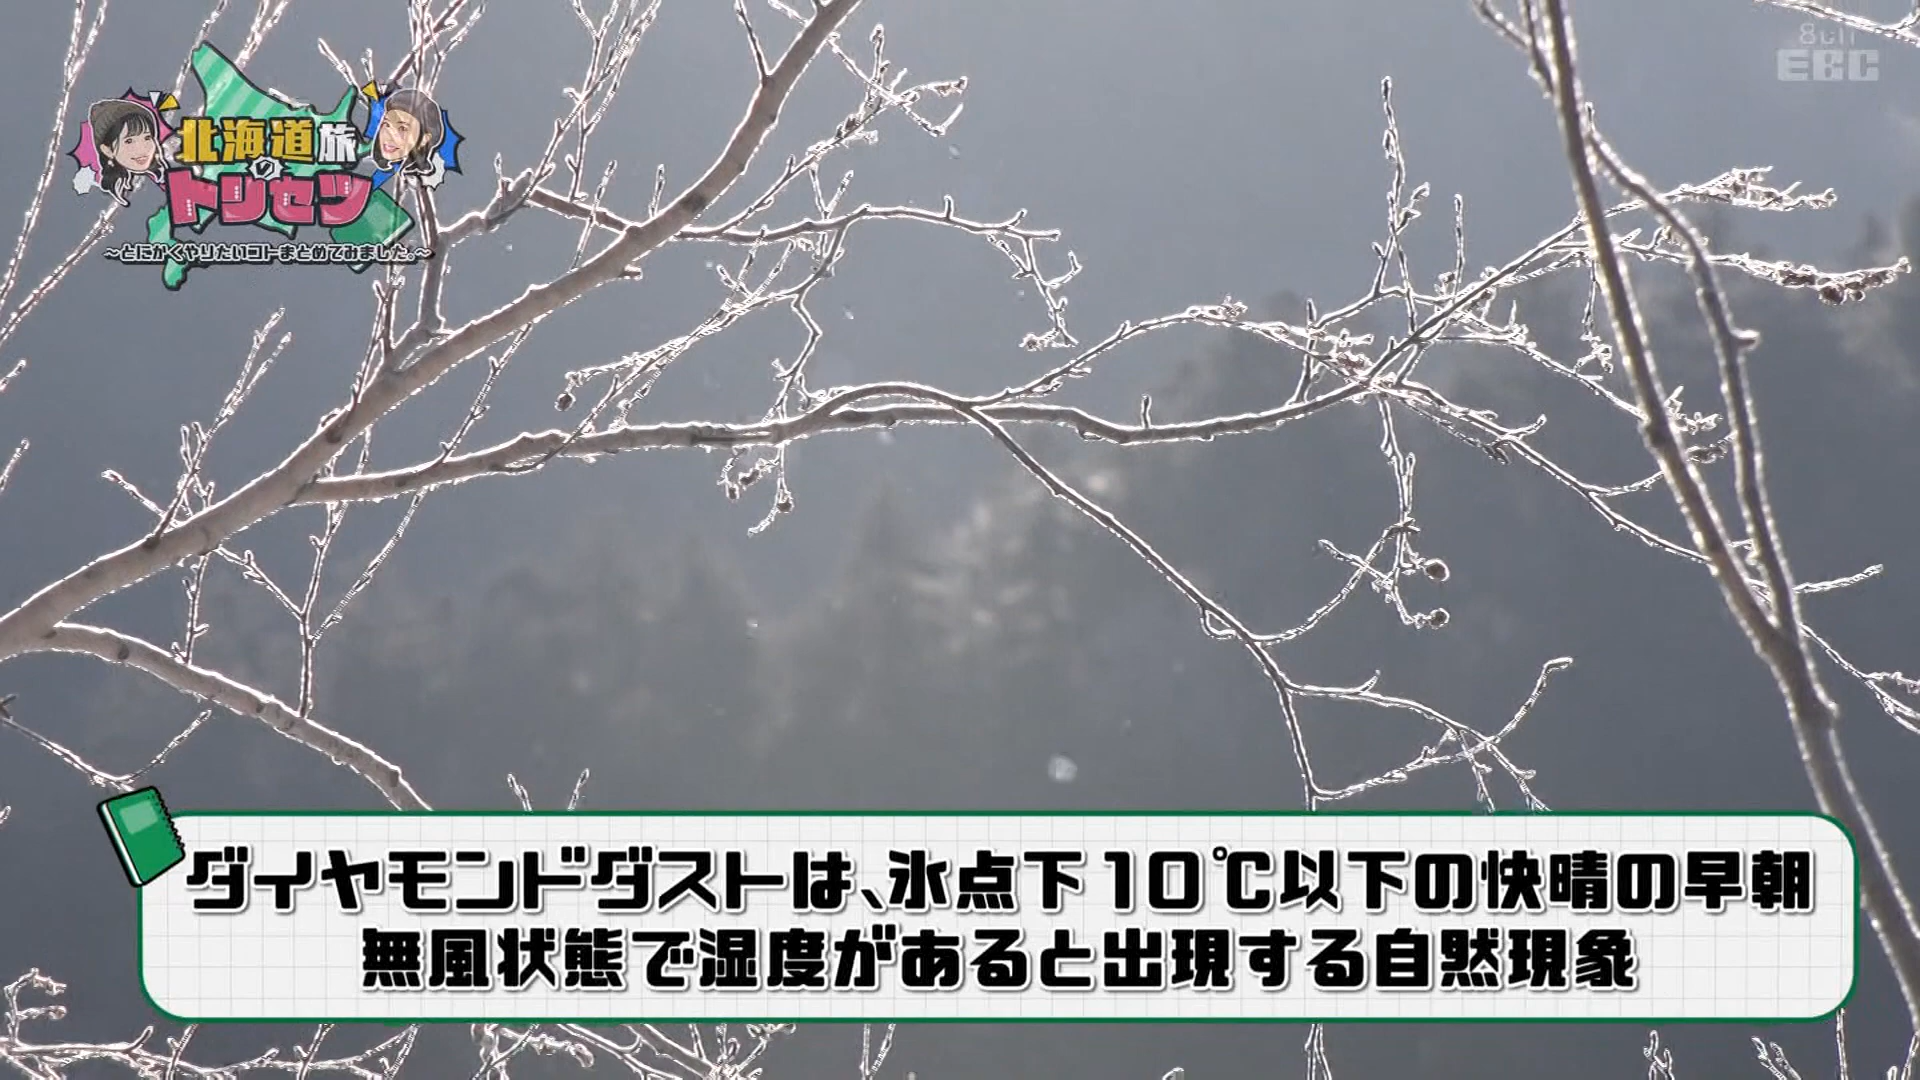 北海道旅の
トリセツ
～とにかくやりたいコトまとめてみました。～
EBC
ダイヤモンドダストは、氷点下10℃以下の快晴の早朝
無風状態で湿度があると出現する自然現象